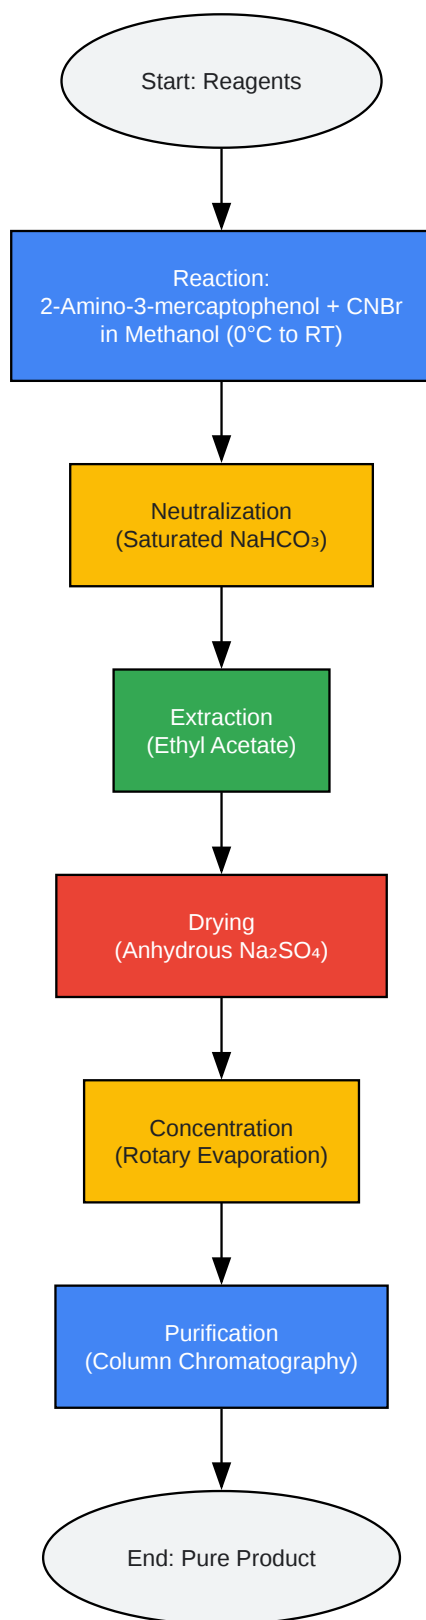 Start: Reagents
Reaction:
2-Amino-3-mercaptophenol + CNBr
in Methanol (0°C to RT)
Neutralization
(Saturated NaHCO₃)
Extraction
(Ethyl Acetate)
Drying
(Anhydrous Na₂SO₄)
Concentration
(Rotary Evaporation)
Purification
(Column Chromatography)
End: Pure Product